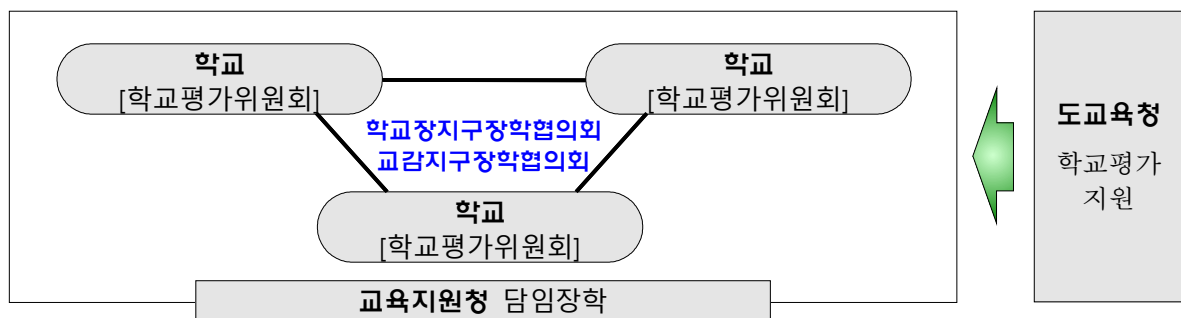 학교
[학교평가위원회]
학교
[학교평가위원회]
학교장지구장학협의회
교감지구장학협의회
학교
[학교평가위원회]
교육지원청 담임장학
도교육청
학교평가
지원